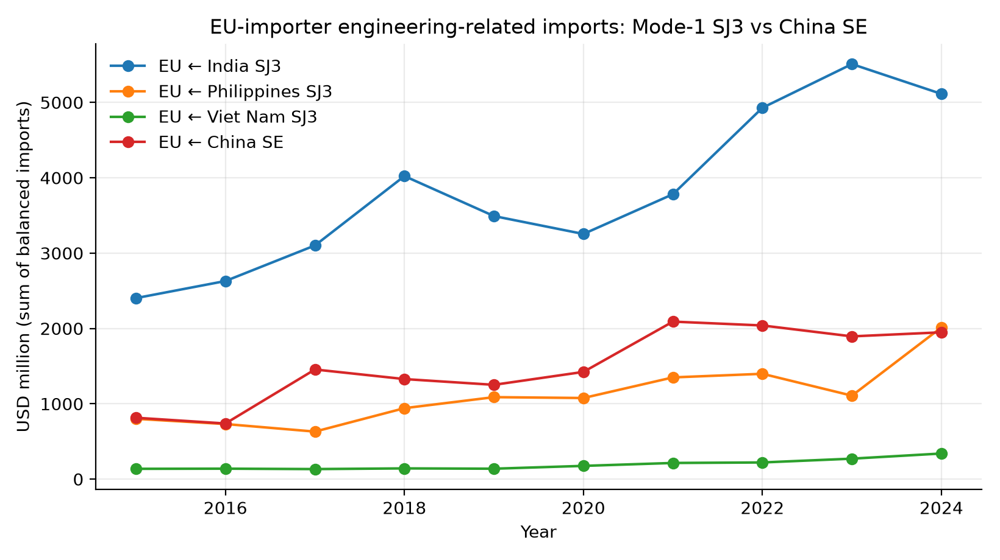 EU-importer engineering-related imports: Mode-1 SJ3 vs China SE
EU ← India SJ3
EU ← Philippines SJ3
EU ← Viet Nam SJ3
EU ← China SE
USD million (sum of balanced imports)
5000
4000
3000
2000
1000
0
2016 2018 2020 2022 2024
Year